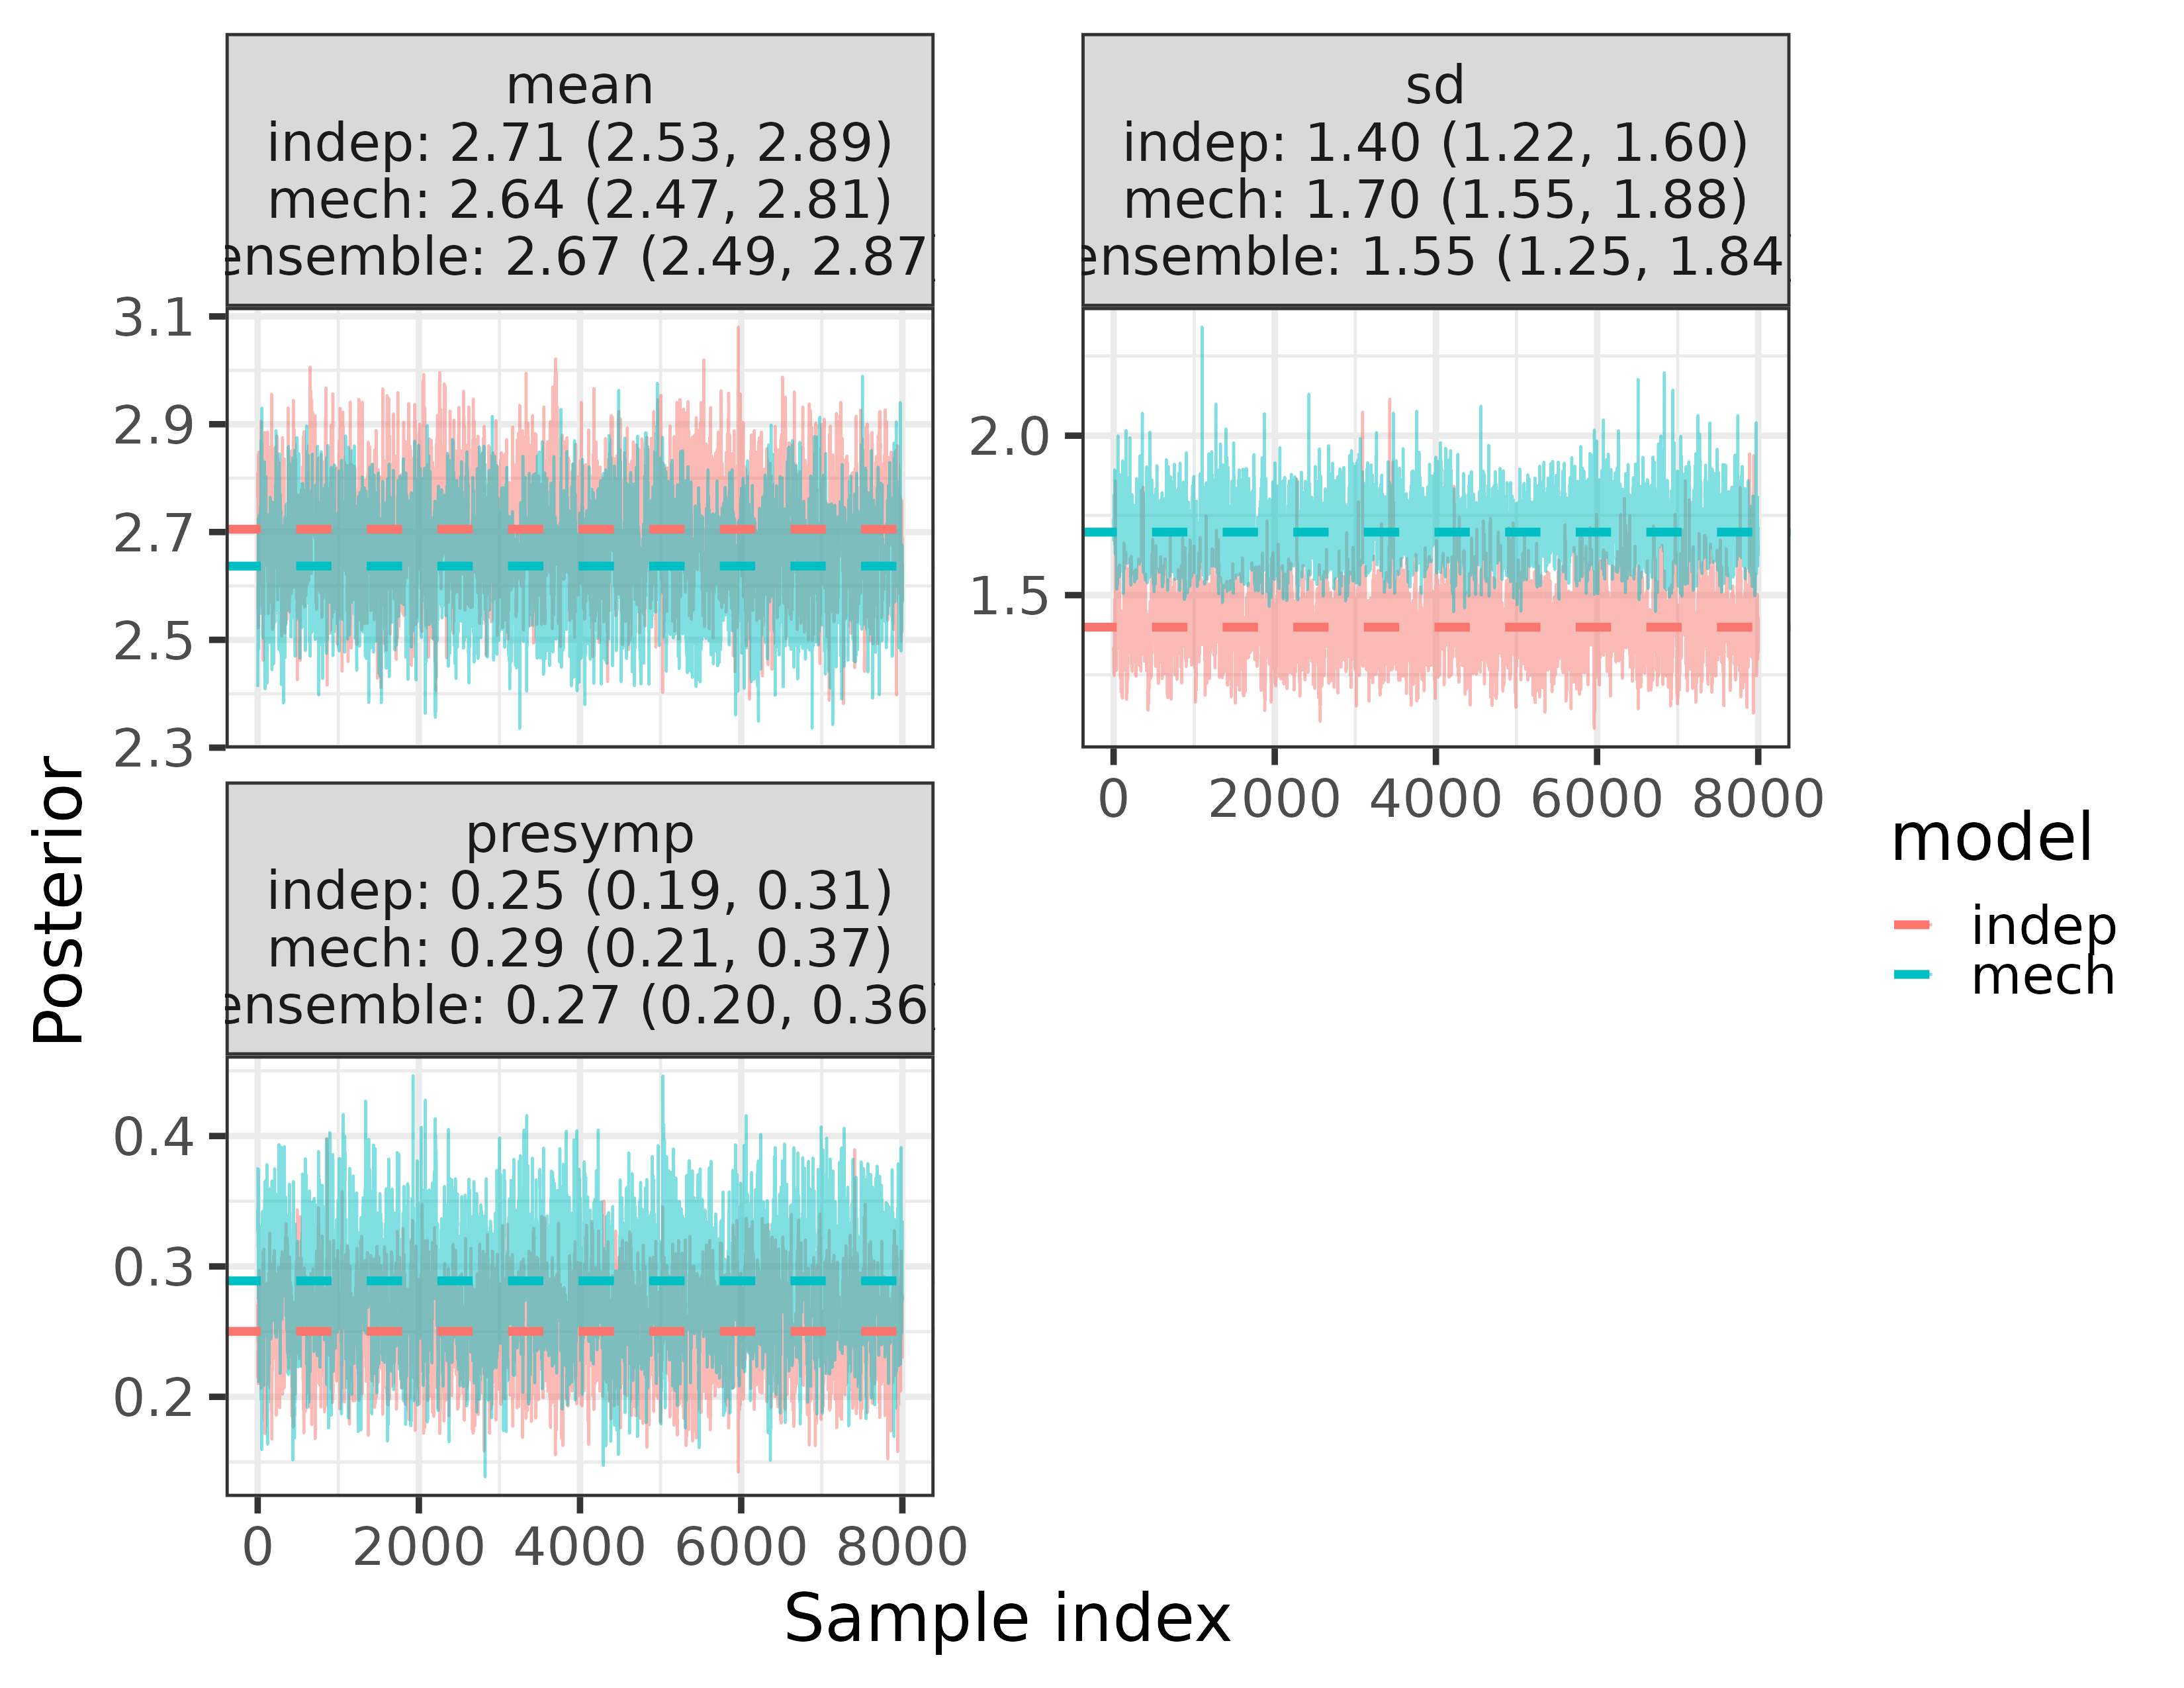 mean
indep: 2.71 (2.53, 2.89)
mech: 2.64 (2.47, 2.81)
ensemble: 2.67 (2.49, 2.87
sd
indep: 1.40 (1.22, 1.60)
mech: 1.70 (1.55, 1.88)
ensemble: 1.55 (1.25, 1.84
3.1
2.9
2.7
2.5
2.3
2.0
1.5
0 2000 4000 6000 8000
presymp
indep: 0.25 (0.19, 0.31)
mech: 0.29 (0.21, 0.37)
ensemble: 0.27 (0.20, 0.36
0.4
0.3
0.2
0 2000 4000 6000 8000
Posterior
Sample index
model
indep
mech